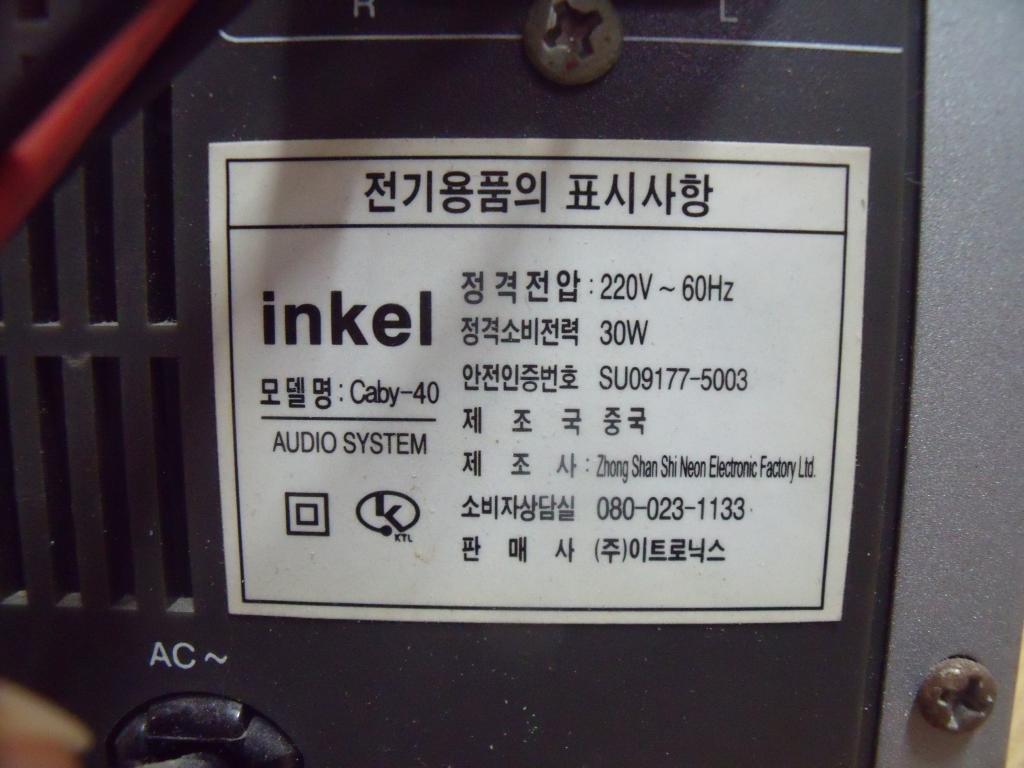 R L
전기용품의 표시사항
inkel
모델명: Caby-40
AUDIO SYSTEM
KTL
정격전압 : 220V ~ 60Hz
정격소비전력 30W
안전인증번호 SU09177-5003
제 조 국 중국
제 조 사 : Zhong Shan Shi Neon Electronic Factory Ltd.
소비자상담실 080-023-1133
판 매 사 (주)이트로닉스
AC ~